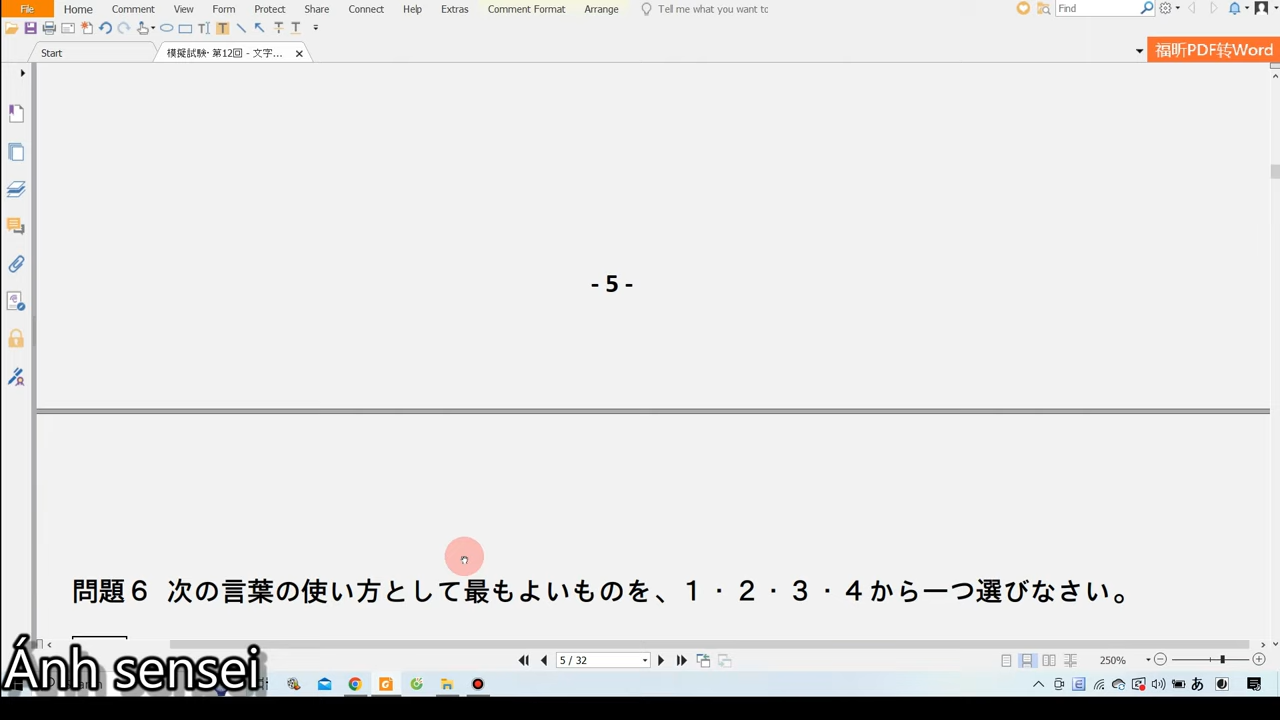 File Home Comment View Form Protect Share Connect Help Extras Comment Format Arrange Tell me what you want to Find
Start 模擬試験・第12回 - 文字... 福昕PDF转Word
- 5 -
問題６ 次の言葉の使い方として最もよいものを、１・２・３・４から一つ選びなさい。
Ánh sensei
5 / 32 250%
あ